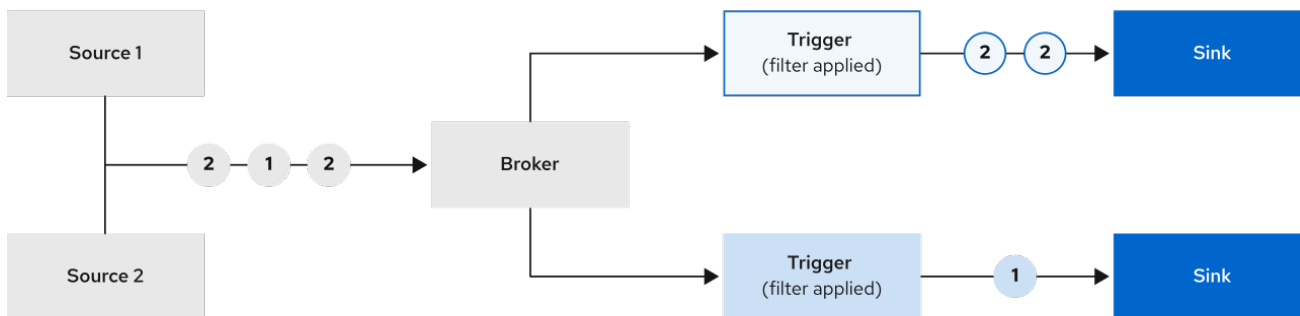 Source 1
Trigger
(filter applied)
2
2
Sink
2
1
2
Broker
Source 2
Trigger
(filter applied)
1
Sink